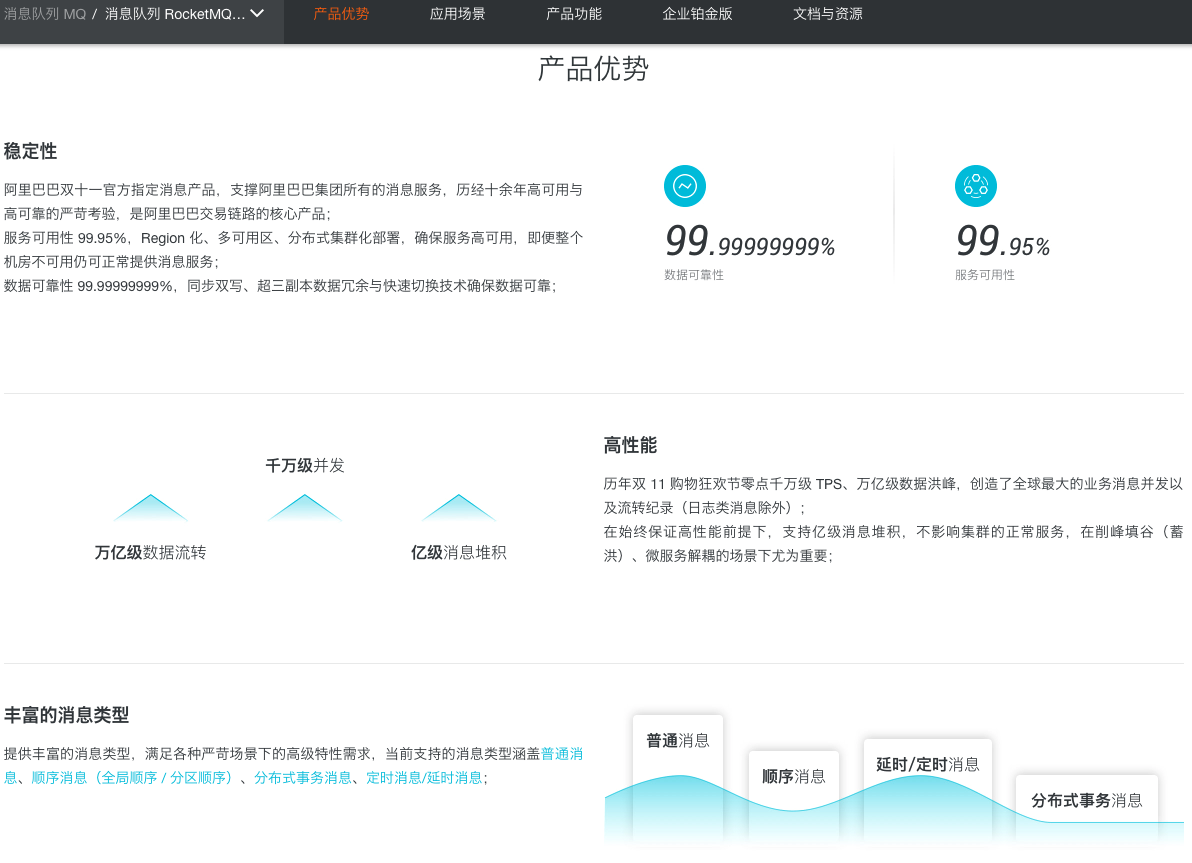 消息队列 MQ / 消息队列 RocketMQ... 产品优势 应用场景 产品功能 企业铂金版 文档与资源
产品优势
稳定性
阿里巴巴双十一官方指定消息产品，支撑阿里巴巴集团所有的消息服务，历经十余年高可用与
高可靠的严苛考验，是阿里巴巴交易链路的核心产品；
服务可用性 99.95%，Region 化、多可用区、分布式集群化部署，确保服务高可用，即便整个
机房不可用仍可正常提供消息服务；
数据可靠性 99.99999999%，同步双写、超三副本数据冗余与快速切换技术确保数据可靠；
99.99999999%
数据可靠性
99.95%
服务可用性
千万级并发
万亿级数据流转
亿级消息堆积
高性能
历年双 11 购物狂欢节零点千万级 TPS、万亿级数据洪峰，创造了全球最大的业务消息并发以
及流转纪录（日志类消息除外）；
在始终保证高性能前提下，支持亿级消息堆积，不影响集群的正常服务，在削峰填谷（蓄
洪）、微服务解耦的场景下尤为重要；
丰富的消息类型
提供丰富的消息类型，满足各种严苛场景下的高级特性需求，当前支持的消息类型涵盖普通消
息、顺序消息（全局顺序 / 分区顺序）、分布式事务消息、定时消息/延时消息；
普通消息
顺序消息
延时/定时消息
分布式事务消息